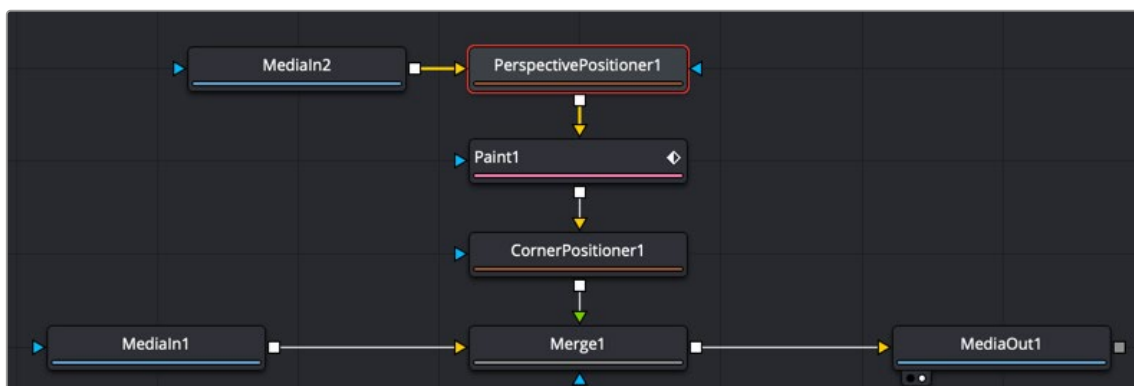 MediaIn2
PerspectivePositioner1
Paint1
CornerPositioner1
MediaIn1
Merge1
MediaOut1